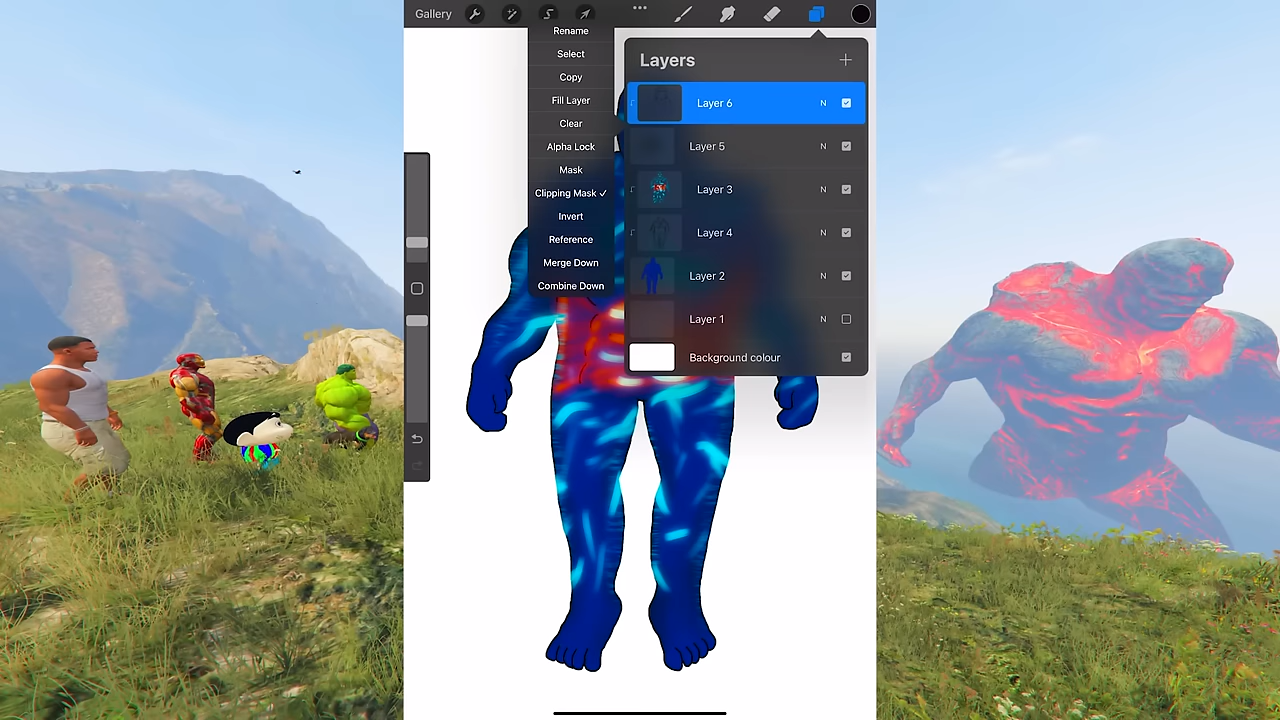 Gallery
Rename
Select
Copy
Fill Layer
Clear
Alpha Lock
Mask
Clipping Mask ✓
Invert
Reference
Merge Down
Combine Down
Layers
Layer 6 N
Layer 5 N
Layer 3 N
Layer 4 N
Layer 2 N
Layer 1 N
Background colour